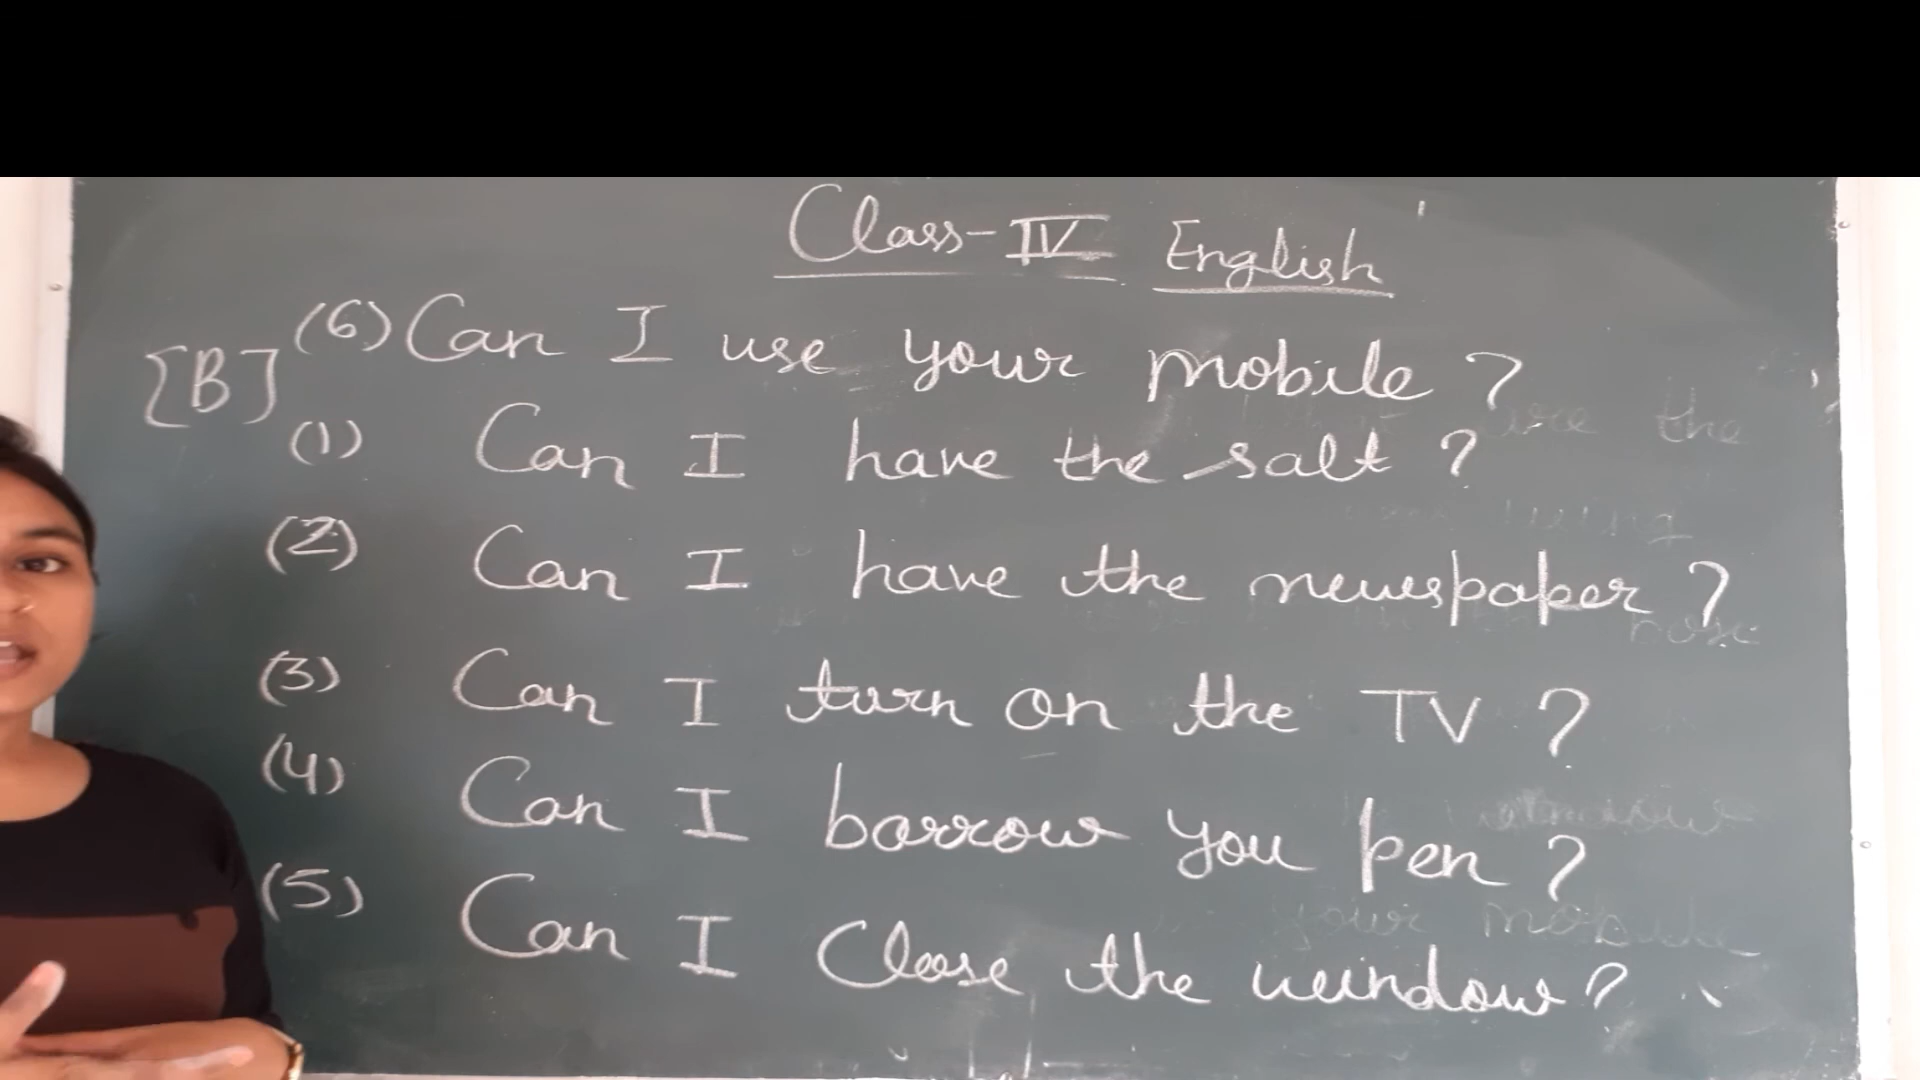 Class-IV English
[B] (6) Can I use your mobile ?
(1) Can I have the salt ?
(2) Can I have the newspaper ?
(3) Can I turn on the TV ?
(4) Can I borrow you pen ?
(5) Can I Close the window ?